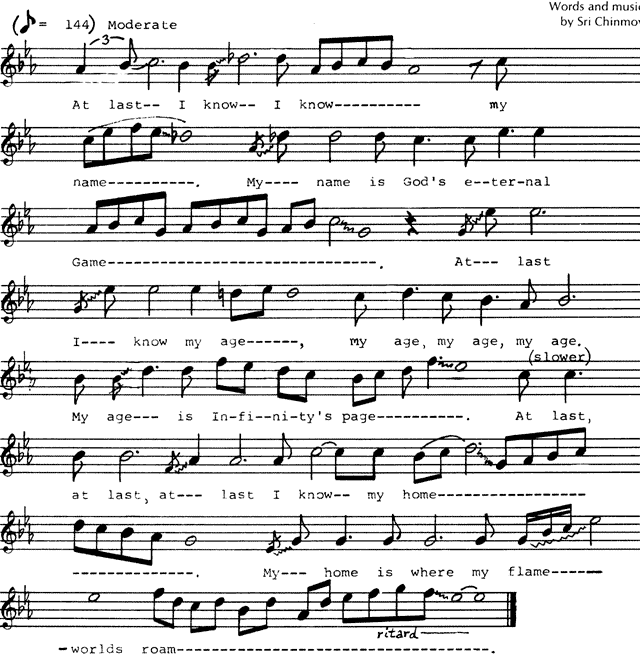 (♪= 144) Moderate
Words and music
by Sri Chinmoy
3
At last-- I know-- I know---------- my
name----------. My---- name is God's e--ter-nal
Game-----------------------------. At--- last
I---- know my age------, My age, my age, my age.
(slower)
My age--- is In-fi--ni-ty's page----------. At last,
at last, at--- last I know-- my home----------------
-------------. My--- home is where my flame------
-worlds roam---------------------------------.
ritard